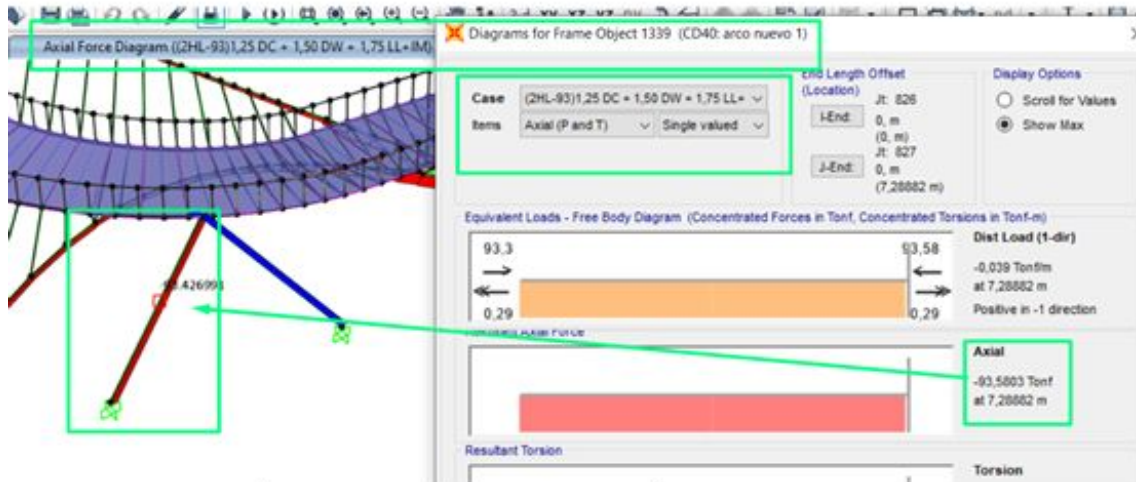 Axial Force Diagram ((2HL-93)1,25 DC + 1,50 DW + 1,75 LL+IM)
Diagrams for Frame Object 1339 (CD40: arco nuevo 1)
Case (2HL-93)1,25 DC + 1,50 DW + 1,75 LL+
Items Axial (P and T) Single valued
End Length Offset
(Location)
Jt: 826
I-End: 0, m
(0, m)
Jt: 827
J-End: 0, m
(7,28882 m)
Display Options
Scroll for Values
Show Max
Equivalent Loads - Free Body Diagram (Concentrated Forces in Tonf, Concentrated Torsions in Tonf-m)
93,3
93,58
0,29
0,29
Dist Load (1-dir)
-0,039 Tonf/m
at 7,28882 m
Positive in -1 direction
Resultant Axial Force
Axial
-93,5803 Tonf
at 7,28882 m
Resultant Torsion
Torsion